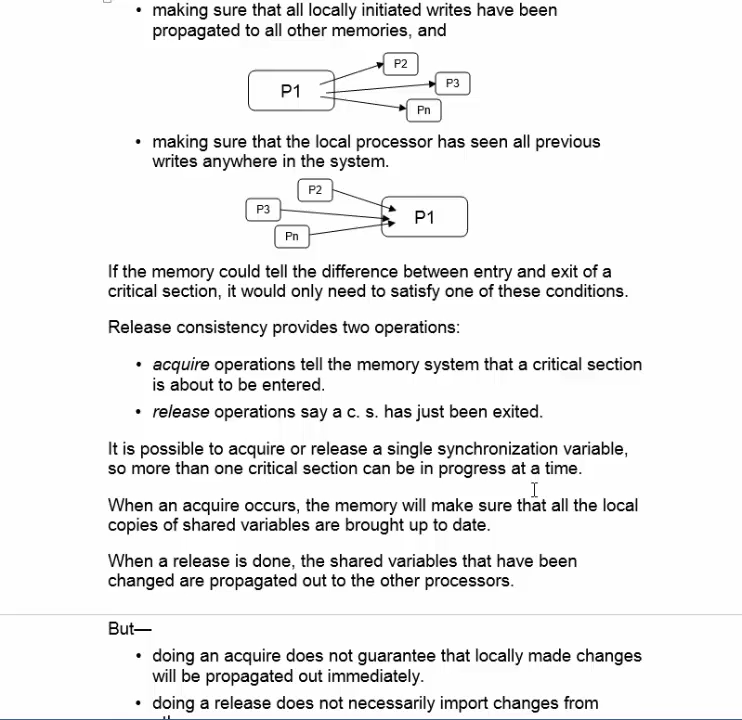 • making sure that all locally initiated writes have been
propagated to all other memories, and
P2
P1
P3
Pn
• making sure that the local processor has seen all previous
writes anywhere in the system.
P2
P3
P1
Pn
If the memory could tell the difference between entry and exit of a
critical section, it would only need to satisfy one of these conditions.
Release consistency provides two operations:
• acquire operations tell the memory system that a critical section
is about to be entered.
• release operations say a c. s. has just been exited.
It is possible to acquire or release a single synchronization variable,
so more than one critical section can be in progress at a time.
When an acquire occurs, the memory will make sure that all the local
copies of shared variables are brought up to date.
When a release is done, the shared variables that have been
changed are propagated out to the other processors.
But—
• doing an acquire does not guarantee that locally made changes
will be propagated out immediately.
• doing a release does not necessarily import changes from